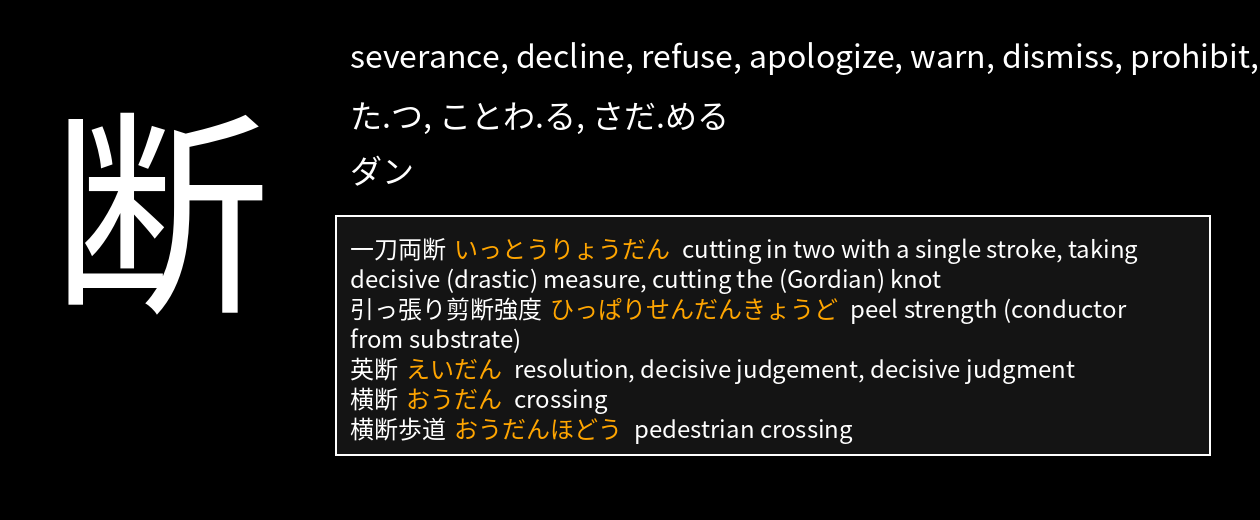 断
severance, decline, refuse, apologize, warn, dismiss, prohibit,
た.つ, ことわ.る, さだ.める
ダン
一刀両断 いっとうりょうだん cutting in two with a single stroke, taking
decisive (drastic) measure, cutting the (Gordian) knot
引っ張り剪断強度 ひっぱりせんだんきょうど peel strength (conductor
from substrate)
英断 えいだん resolution, decisive judgement, decisive judgment
横断 おうだん crossing
横断歩道 おうだんほどう pedestrian crossing